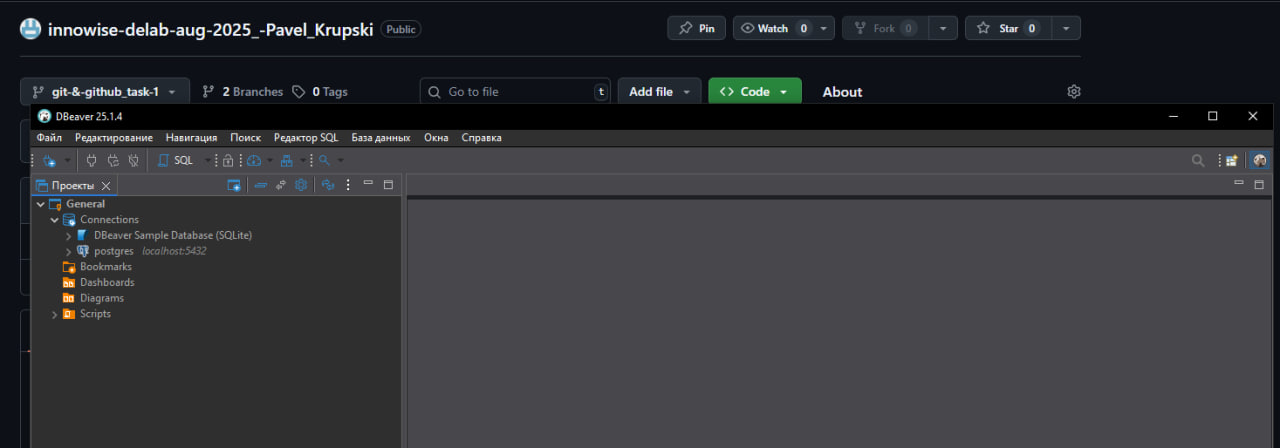 innowise-delab-aug-2025_-Pavel_Krupski Public Pin Watch 0 Fork 0 Star 0
git-&-github_task-1 2 Branches 0 Tags Go to file t Add file Code About
DBeaver 25.1.4
Файл Редактирование Навигация Поиск Редактор SQL База данных Окна Справка
SQL
Проекты
General
Connections
DBeaver Sample Database (SQLite)
postgres localhost:5432
Bookmarks
Dashboards
Diagrams
Scripts